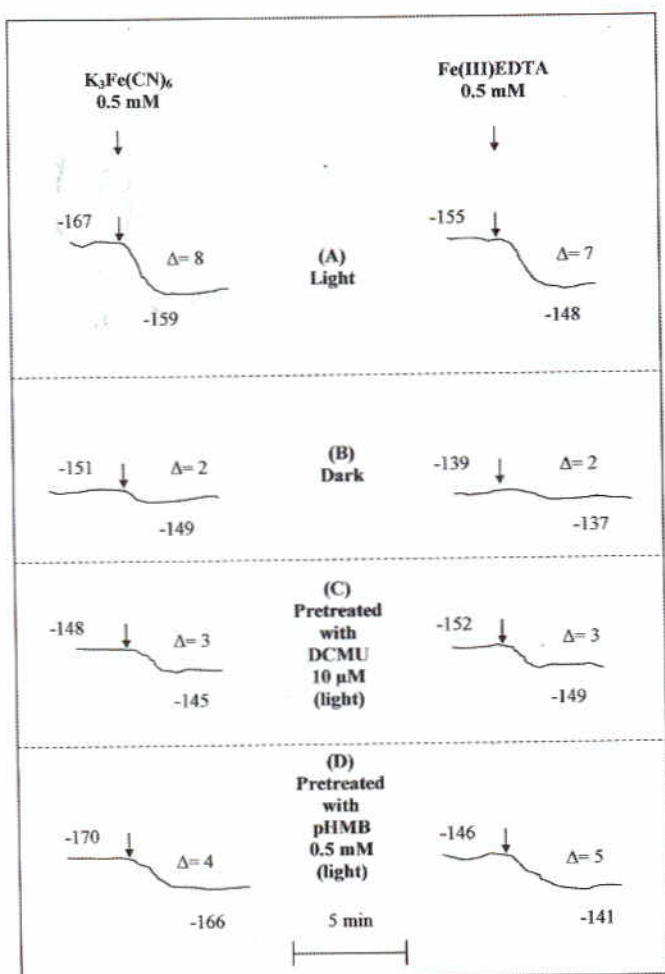 K₃Fe(CN)₆
0.5 mM
Fe(III)EDTA
0.5 mM
-167
Δ= 8
-159
(A)
Light
-155
Δ= 7
-148
-151
Δ= 2
-149
(B)
Dark
-139
Δ= 2
-137
-148
Δ= 3
-145
(C)
Pretreated
with
DCMU
10 µM
(light)
-152
Δ= 3
-149
-170
Δ= 4
-166
(D)
Pretreated
with
pHMB
0.5 mM
(light)
-146
Δ= 5
-141
5 min